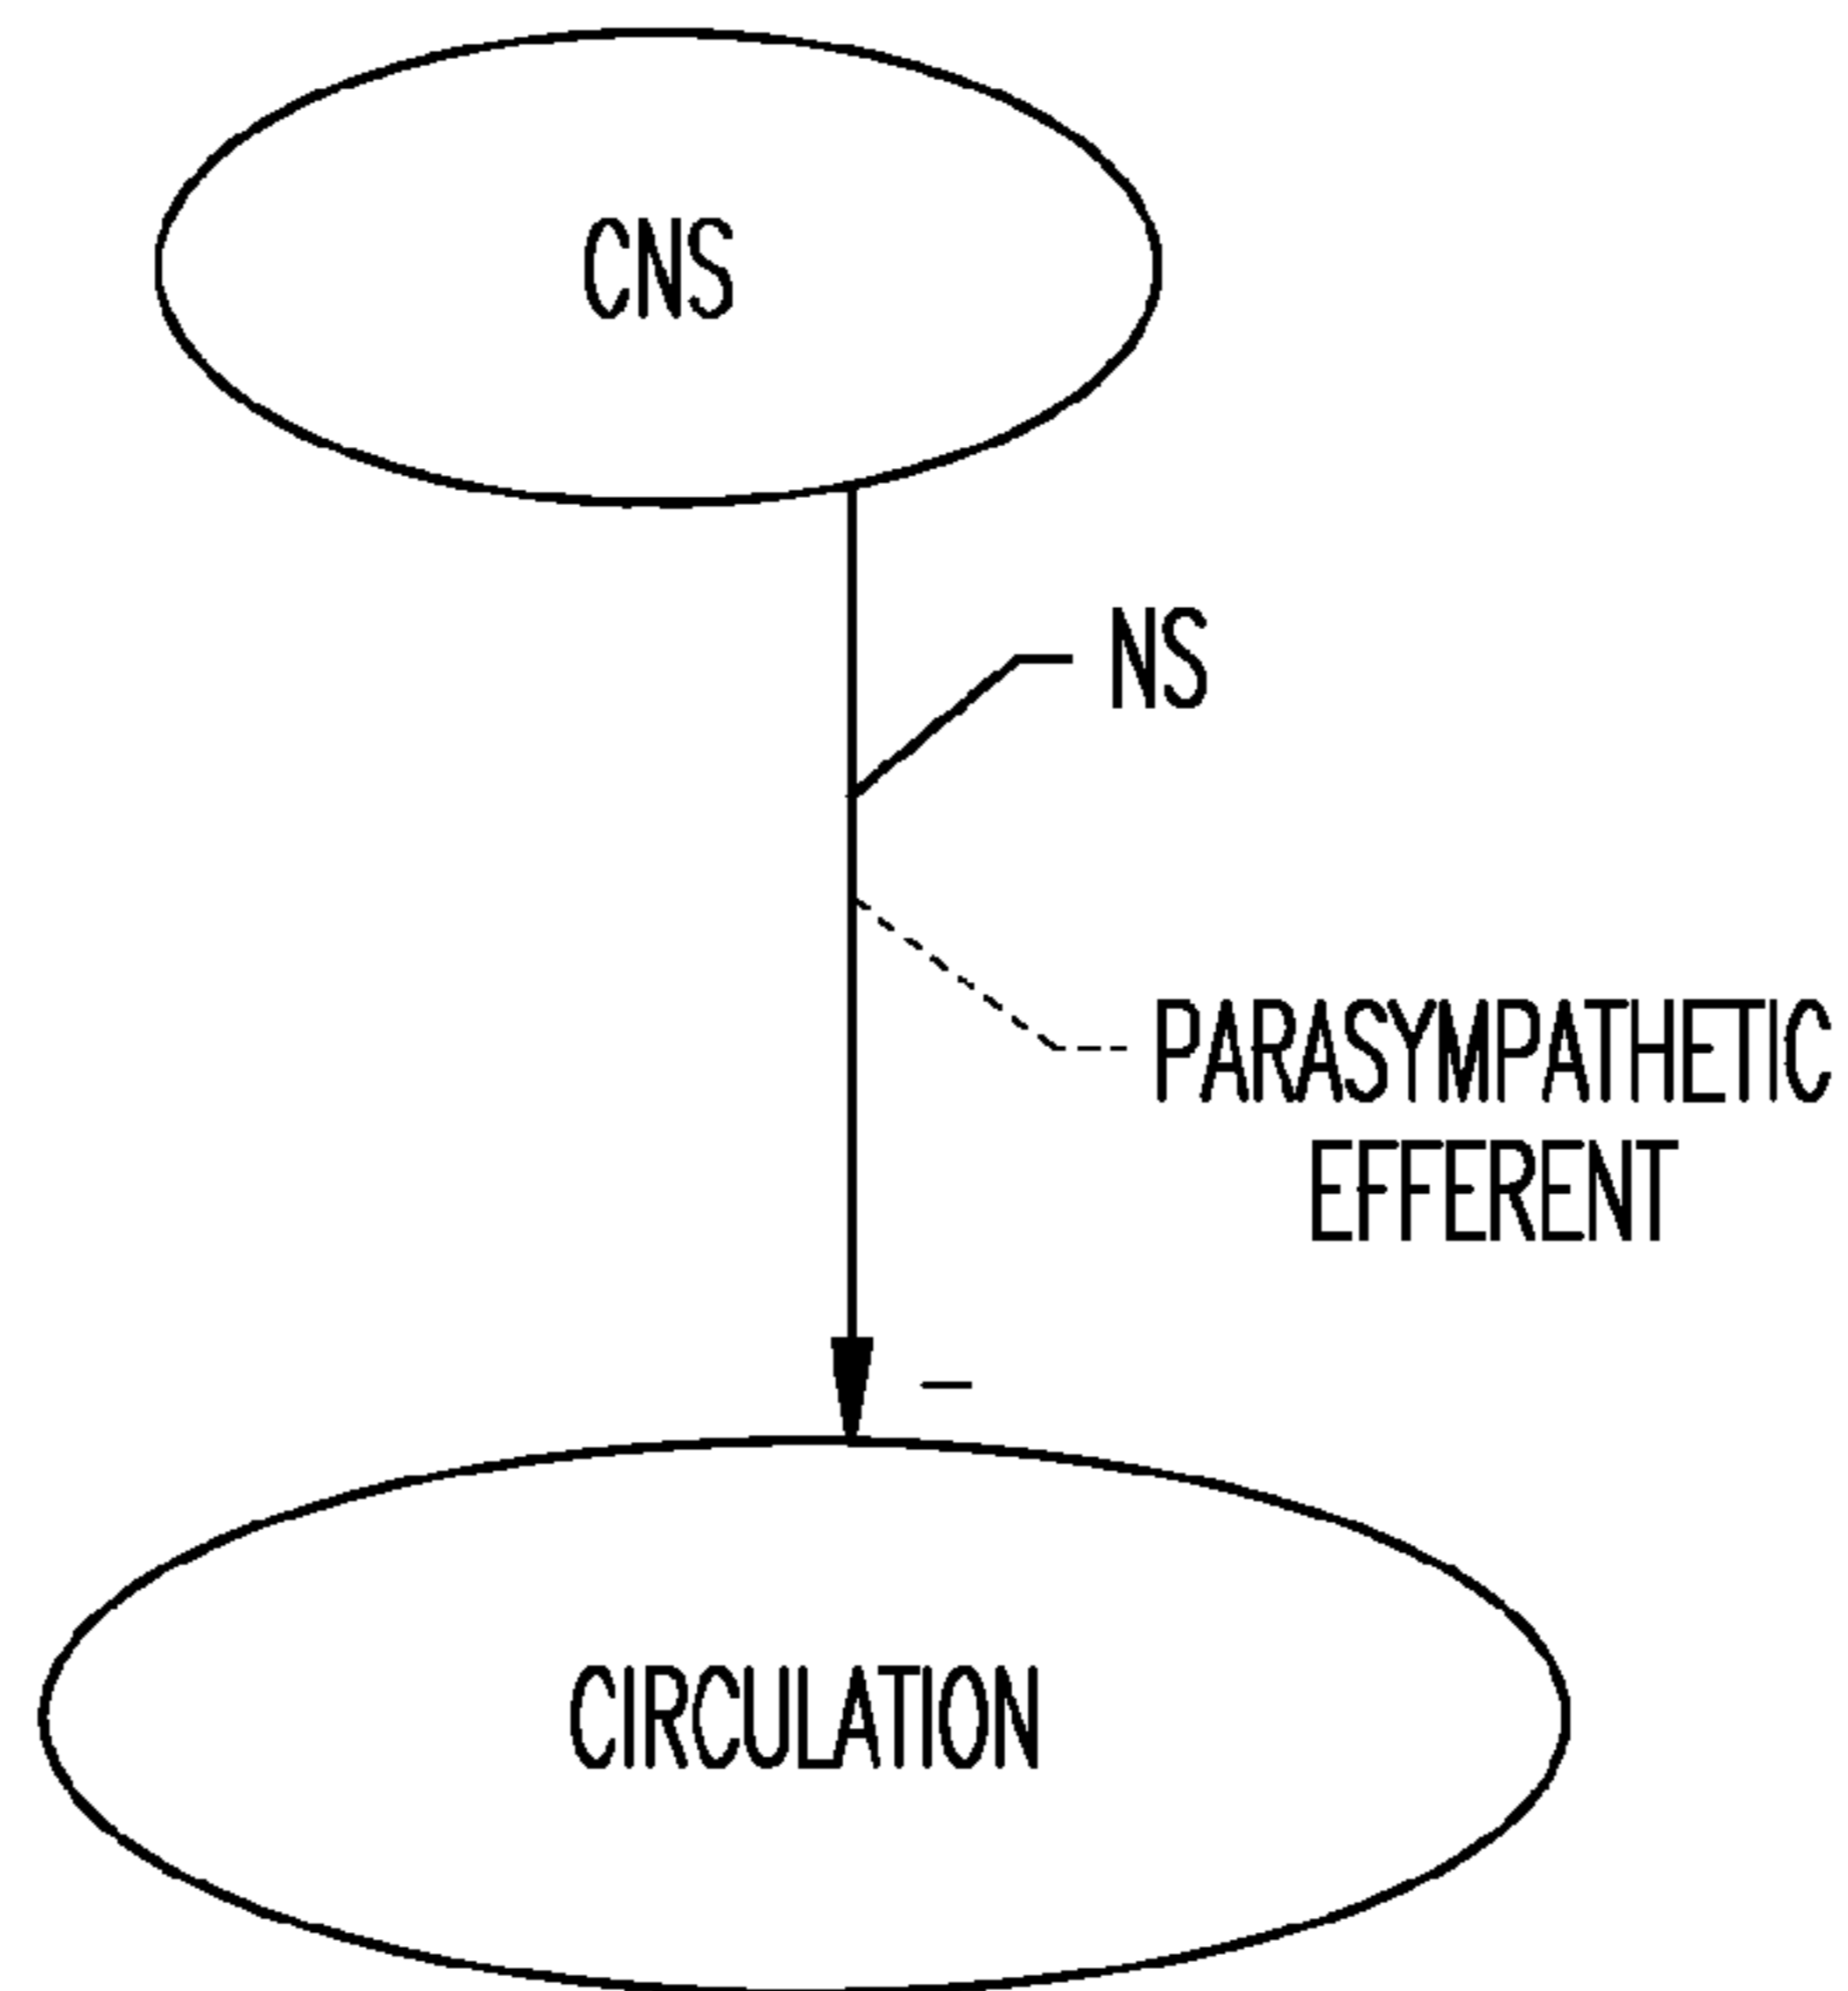 CNS
NS
PARASYMPATHETIC
EFFERENT
–
CIRCULATION